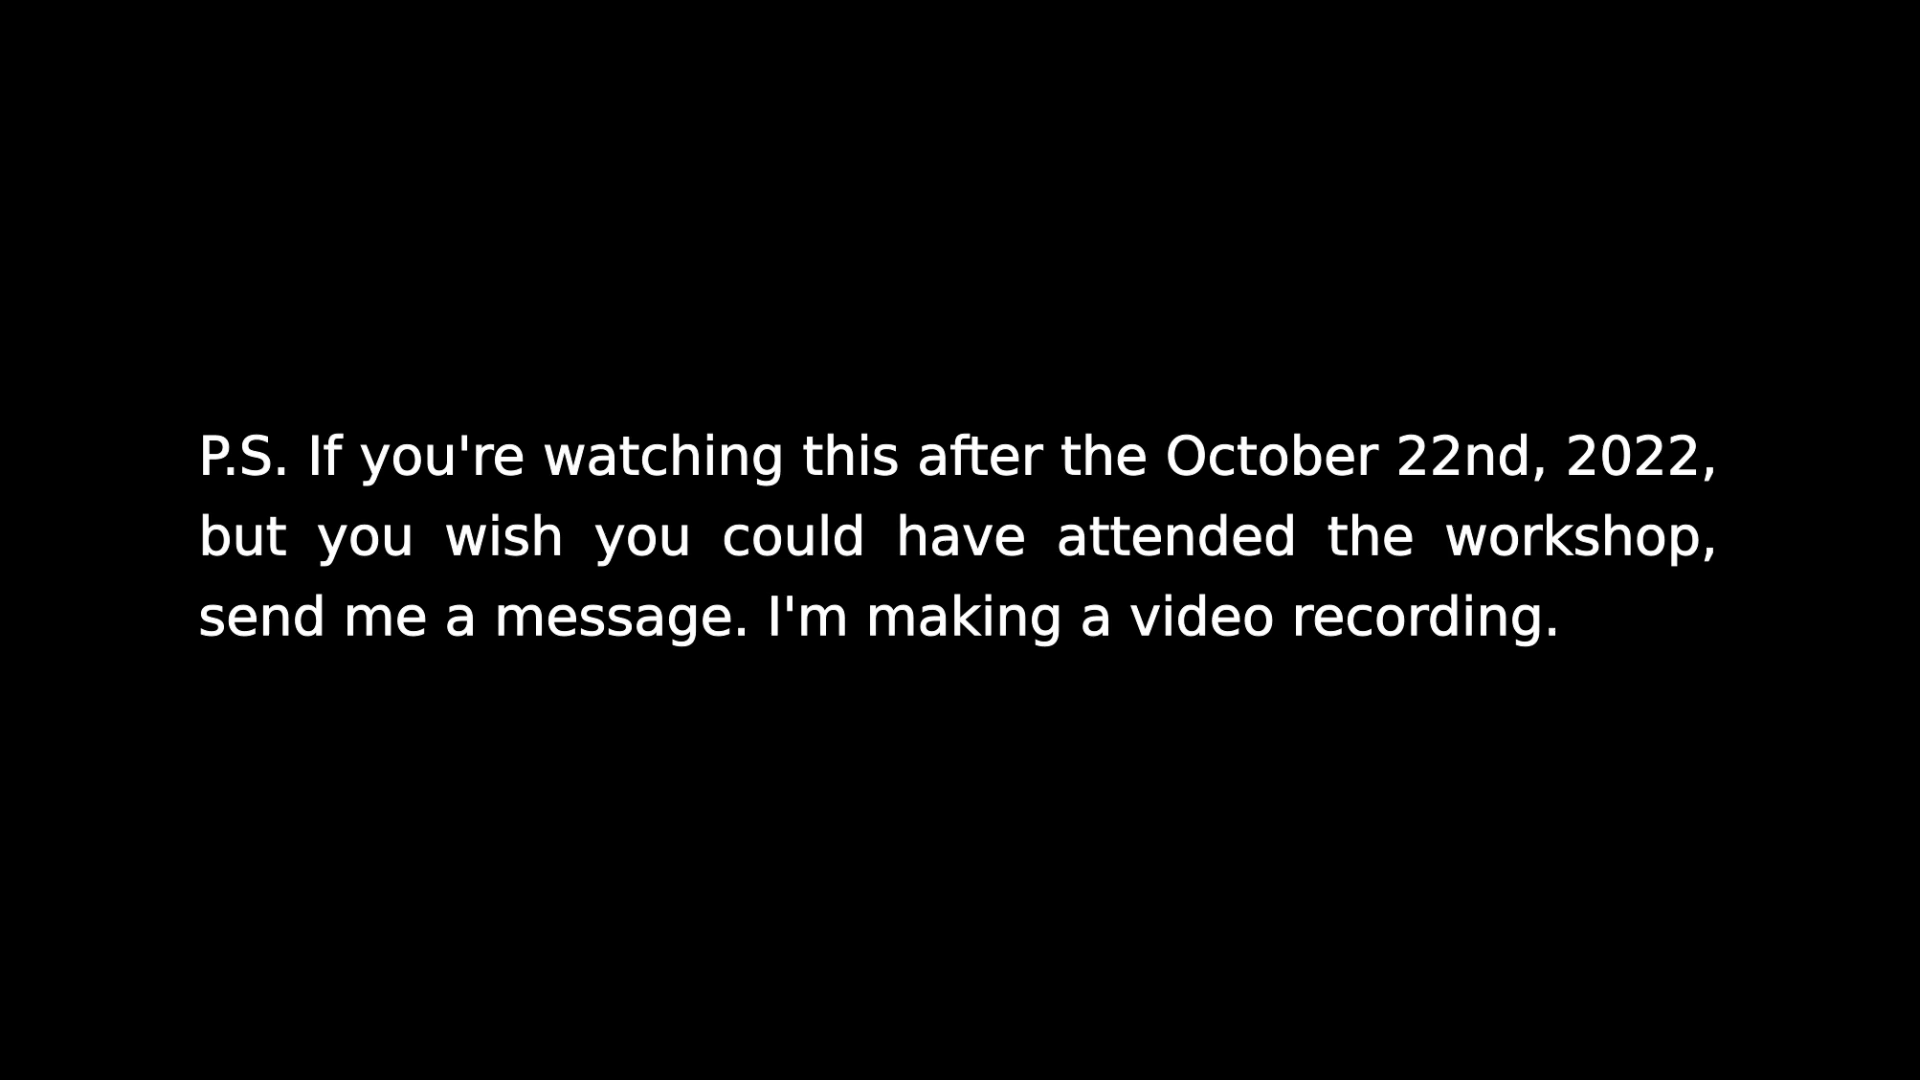 P.S. If you're watching this after the October 22nd, 2022,
but you wish you could have attended the workshop,
send me a message. I'm making a video recording.